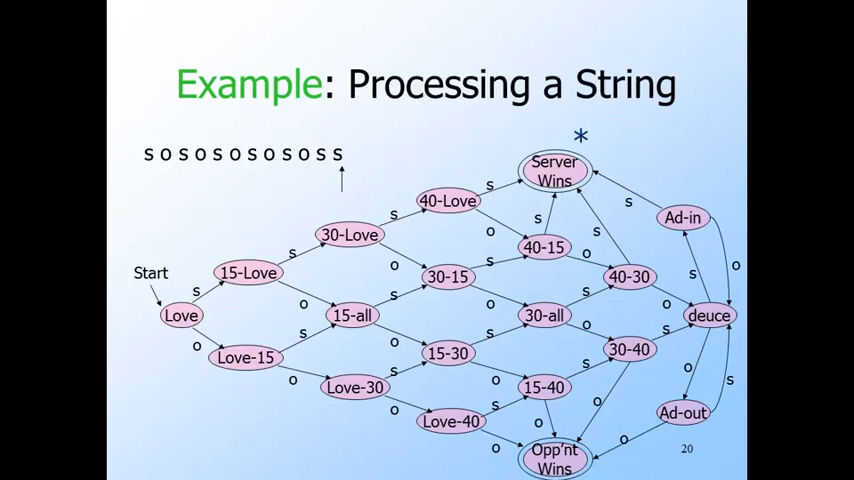 Example: Processing a String
*
s o s o s o s o s o s s
Server
Wins
s
40-Love
s
Ad-in
s
s
30-Love
s
o
s
40-15
s
o
Start
15-Love
s
o
30-15
s
o
40-30
s
s
o
s
o
o
Love
15-all
30-all
deuce
o
s
o
s
o
s
Love-15
15-30
30-40
o
s
o
s
o
s
Love-30
15-40
o
s
o
o
Ad-out
Love-40
o
o
o
Opp'nt
Wins
20